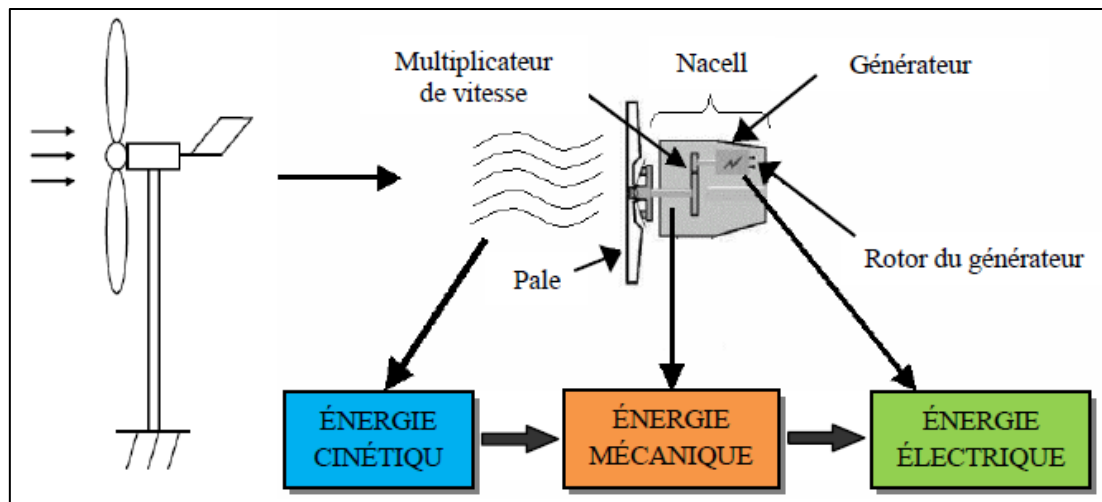 Multiplicateur
de vitesse
Nacell
Générateur
Pale
Rotor du générateur
ÉNERGIE
CINÉTIQU
ÉNERGIE
MÉCANIQUE
ÉNERGIE
ÉLECTRIQUE